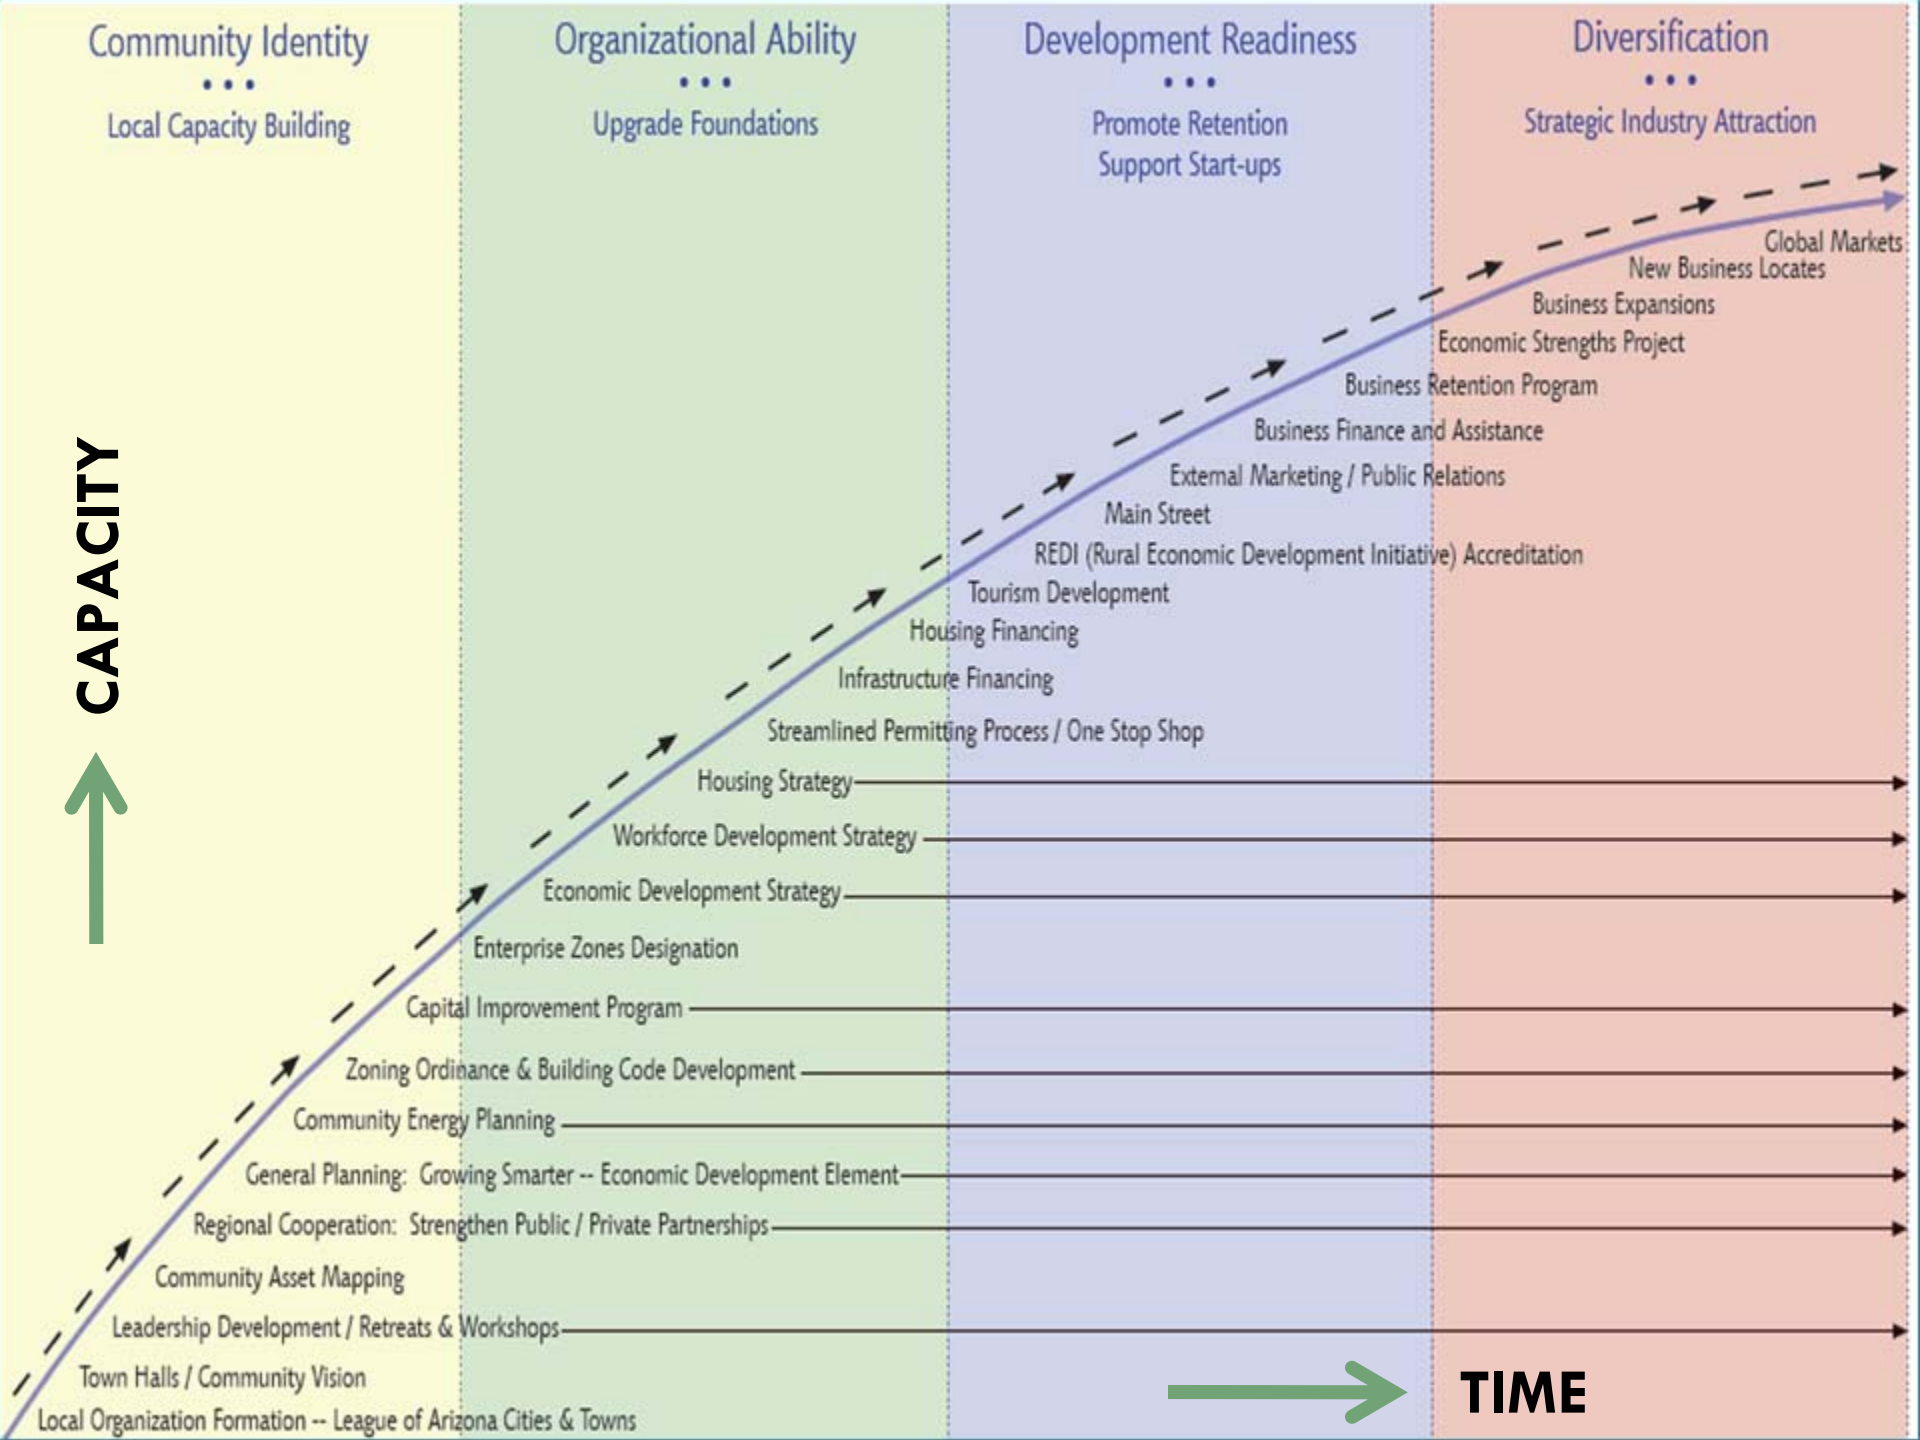 Community Identity
• • •
Local Capacity Building
Organizational Ability
• • •
Upgrade Foundations
Development Readiness
• • •
Promote Retention
Support Start-ups
Diversification
• • •
Strategic Industry Attraction
Global Markets
New Business Locates
Business Expansions
Economic Strengths Project
Business Retention Program
Business Finance and Assistance
External Marketing / Public Relations
Main Street
REDI (Rural Economic Development Initiative) Accreditation
Tourism Development
Housing Financing
Infrastructure Financing
Streamlined Permitting Process / One Stop Shop
Housing Strategy
Workforce Development Strategy
Economic Development Strategy
Enterprise Zones Designation
Capital Improvement Program
Zoning Ordinance & Building Code Development
Community Energy Planning
General Planning: Growing Smarter -- Economic Development Element
Regional Cooperation: Strengthen Public / Private Partnerships
Community Asset Mapping
Leadership Development / Retreats & Workshops
Town Halls / Community Vision
Local Organization Formation -- League of Arizona Cities & Towns
CAPACITY
TIME